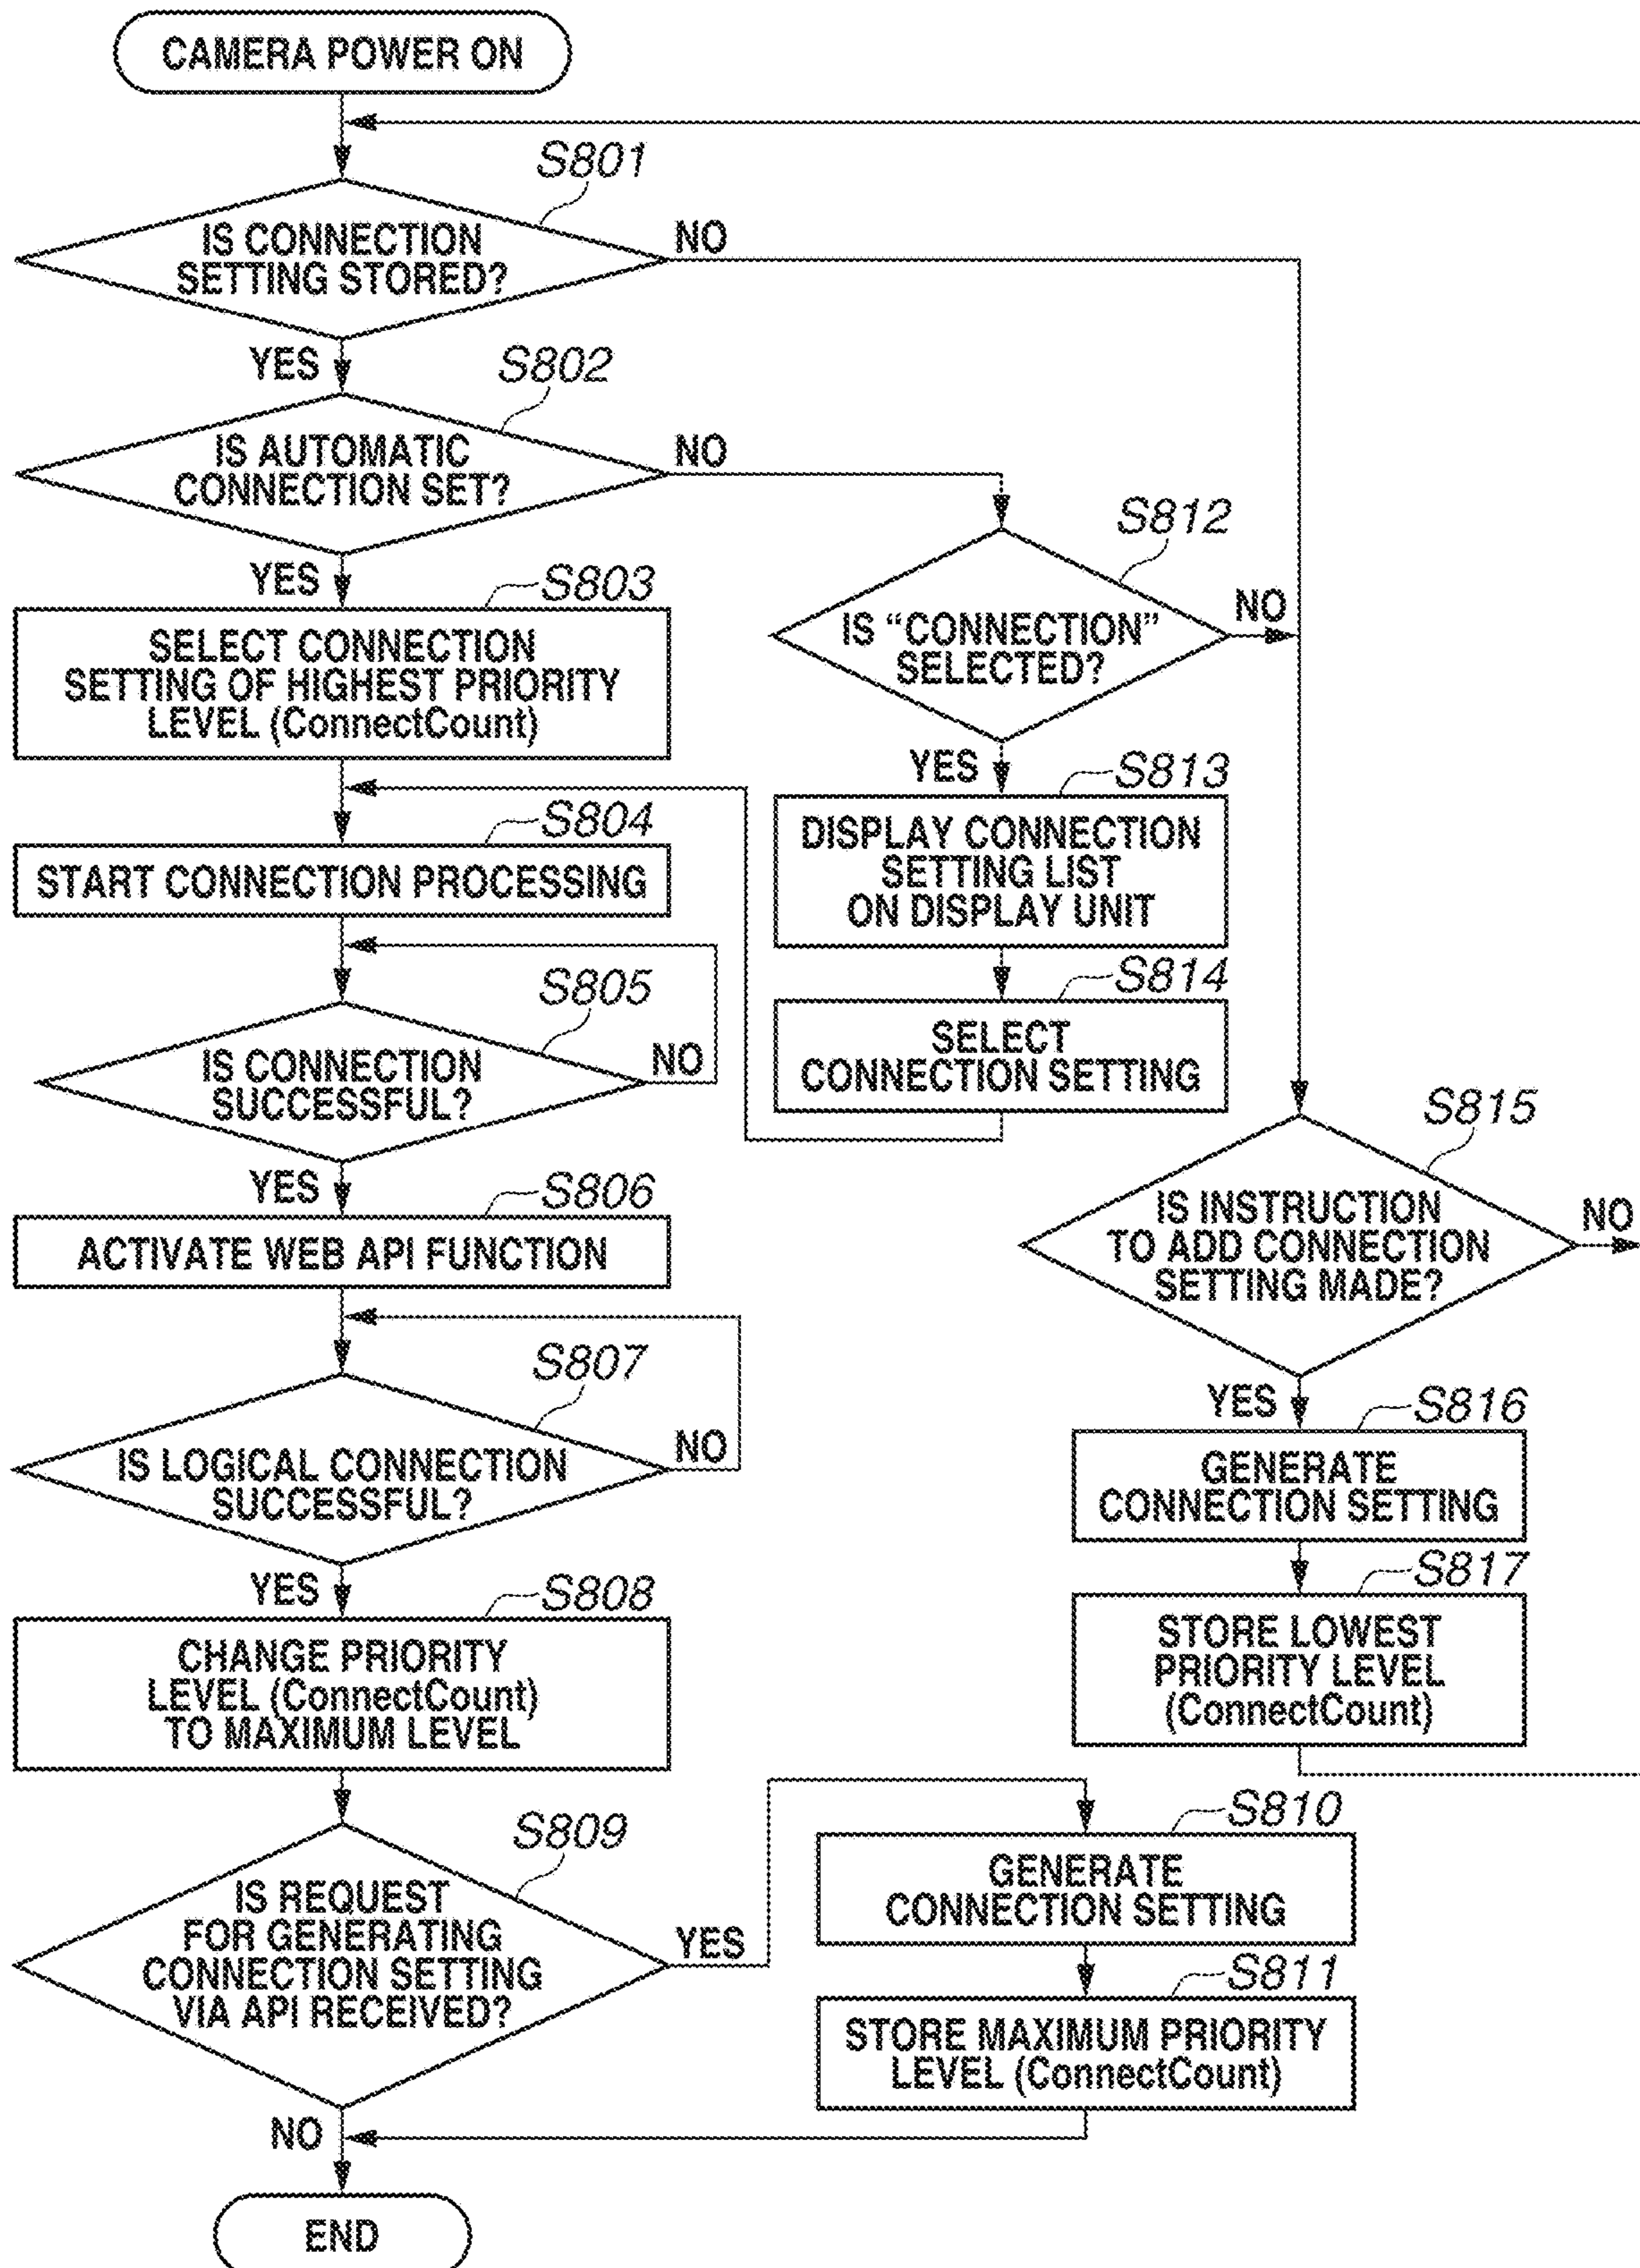 CAMERA POWER ON
S801
IS CONNECTION
SETTING STORED?
NO
YES
S802
IS AUTOMATIC
CONNECTION SET?
NO
YES
S803
SELECT CONNECTION
SETTING OF HIGHEST PRIORITY
LEVEL (ConnectCount)
S804
START CONNECTION PROCESSING
S805
IS CONNECTION
SUCCESSFUL?
NO
YES
S806
ACTIVATE WEB API FUNCTION
S807
IS LOGICAL CONNECTION
SUCCESSFUL?
NO
YES
S808
CHANGE PRIORITY
LEVEL (ConnectCount)
TO MAXIMUM LEVEL
S809
IS REQUEST
FOR GENERATING
CONNECTION SETTING
VIA API RECEIVED?
YES
NO
S810
GENERATE
CONNECTION SETTING
S811
STORE MAXIMUM PRIORITY
LEVEL (ConnectCount)
END
S812
IS “CONNECTION”
SELECTED?
NO
YES
S813
DISPLAY CONNECTION
SETTING LIST
ON DISPLAY UNIT
S814
SELECT
CONNECTION SETTING
S815
IS INSTRUCTION
TO ADD CONNECTION
SETTING MADE?
NO
YES
S816
GENERATE
CONNECTION SETTING
S817
STORE LOWEST
PRIORITY LEVEL
(ConnectCount)